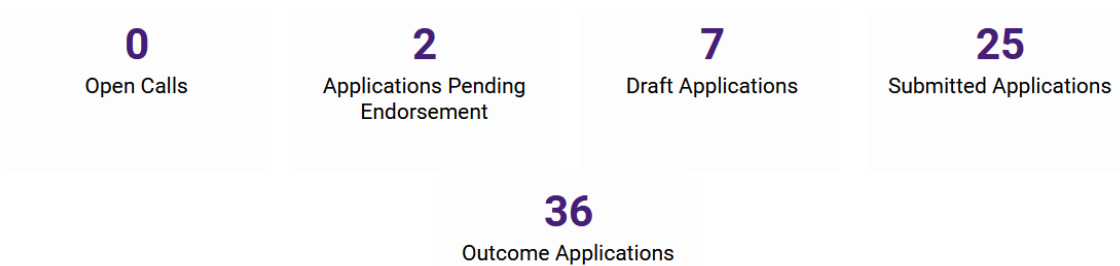 0
Open Calls
2
Applications Pending
Endorsement
7
Draft Applications
25
Submitted Applications
36
Outcome Applications